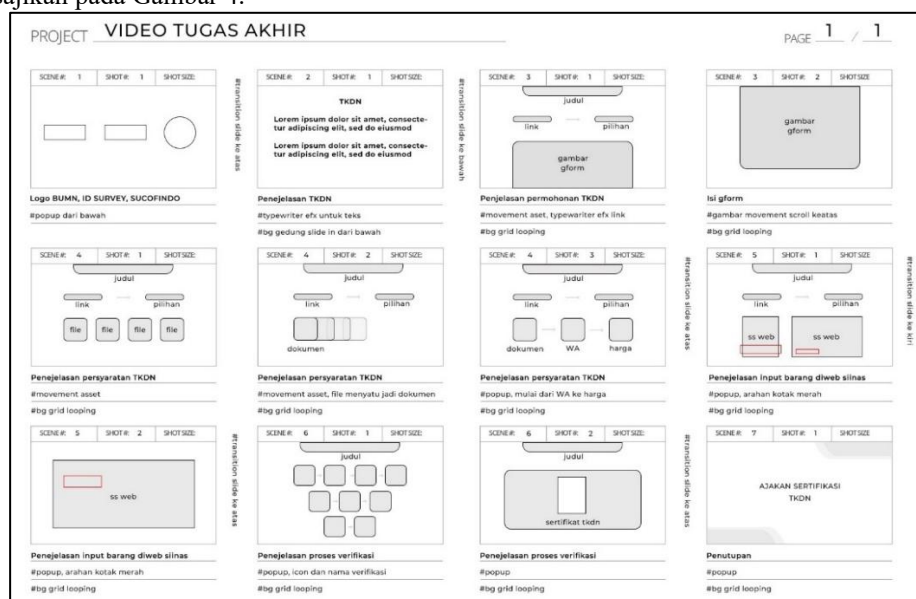 sajikan pada Gambar 4.
PROJECT VIDEO TUGAS AKHIR
PAGE 1 / 1
SCENE #: 1 SHOT #: 1 SHOT SIZE:
Logo BUMN, ID SURVEY, SUCOFINDO
#popup dari bawah
#transition slide ke atas
SCENE #: 2 SHOT #: 1 SHOT SIZE:
TKDN
Lorem ipsum dolor sit amet, consecte-
tur adipiscing elit, sed do eiusmod
Lorem ipsum dolor sit amet, consecte-
tur adipiscing elit, sed do eiusmod
Penejelasan TKDN
#typewriter efx untuk teks
#bg gedung slide in dari bawah
#transition slide ke bawah
SCENE #: 3 SHOT #: 1 SHOT SIZE:
judul
link pilihan
gambar
gform
Penjelasan permohonan TKDN
#movement aset, typewariter efx link
#bg grid looping
SCENE #: 3 SHOT #: 2 SHOT SIZE
gambar
gform
Isi gform
#gambar movement scroll keatas
#bg grid looping
SCENE #: 4 SHOT #: 1 SHOT SIZE:
judul
link pilihan
file file file file
Penejelasan persyaratan TKDN
#movement asset
#bg grid looping
SCENE #: 4 SHOT #: 2 SHOT SIZE:
judul
link pilihan
dokumen
Penejelasan persyaratan TKDN
#movement asset, file menyatu jadi dokumen
#bg grid looping
SCENE #: 4 SHOT #: 3 SHOT SIZE:
judul
link pilihan
dokumen WA harga
Penejelasan persyaratan TKDN
#popup, mulai dari WA ke harga
#bg grid looping
#transition slide ke atas
SCENE #: 5 SHOT #: 1 SHOT SIZE:
judul
link pilihan
ss web ss web
Penejelasan input barang diweb siinas
#popup, arahan kotak merah
#bg grid looping
#transition slide ke kiri
SCENE #: 5 SHOT #: 2 SHOT SIZE:
ss web
Penejelasan input barang diweb siinas
#popup, arahan kotak merah
#bg grid looping
#transition slide ke atas
SCENE #: 6 SHOT #: 1 SHOT SIZE:
judul
Penejelasan proses verifikasi
#popup, icon dan nama verifikasi
#bg grid looping
SCENE #: 6 SHOT #: 2 SHOT SIZE:
judul
sertifikat tkdn
Penejelasan proses verifikasi
#popup
#bg grid looping
#transition slide ke atas
SCENE #: 7 SHOT #: 1 SHOT SIZE
AJAKAN SERTIFIKASI
TKDN
Penutupan
#popup
#bg grid looping